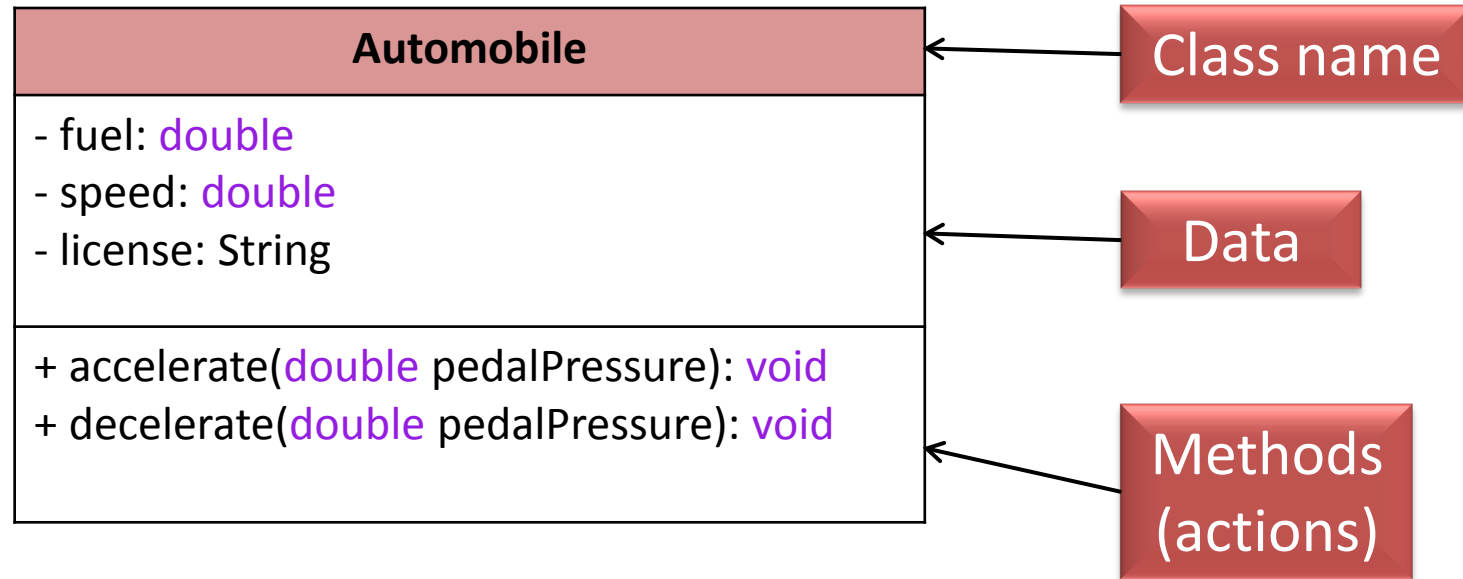 Automobile
- fuel: double
- speed: double
- license: String
+ accelerate(double pedalPressure): void
+ decelerate(double pedalPressure): void
Class name
Data
Methods
(actions)